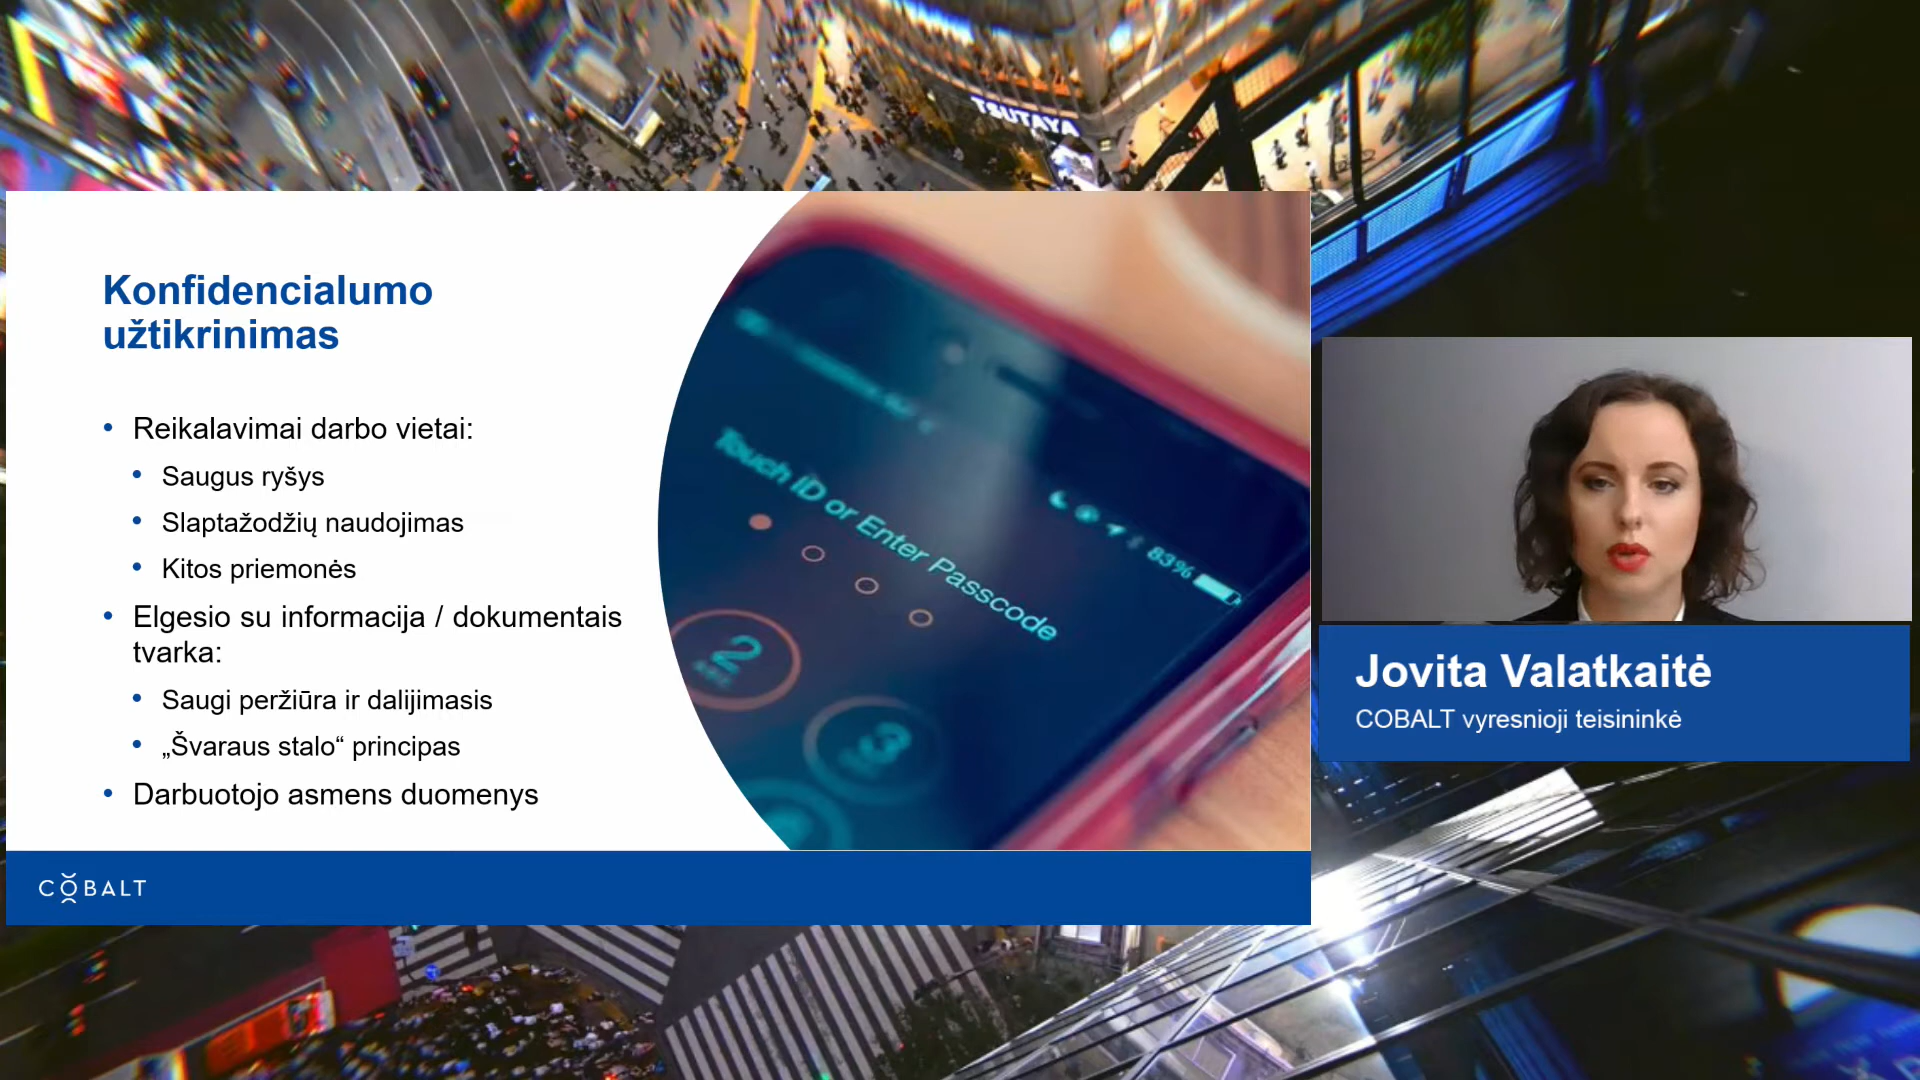 TSUTAYA
Konfidencialumo
užtikrinimas
• Reikalavimai darbo vietai:
• Saugus ryšys
• Slaptažodžių naudojimas
• Kitos priemonės
• Elgesio su informacija / dokumentais
tvarka:
• Saugi peržiūra ir dalijimasis
• „Švaraus stalo“ principas
• Darbuotojo asmens duomenys
83%
Touch ID or Enter Passcode
2
3
COBALT
Jovita Valatkaitė
COBALT vyresnioji teisininkė